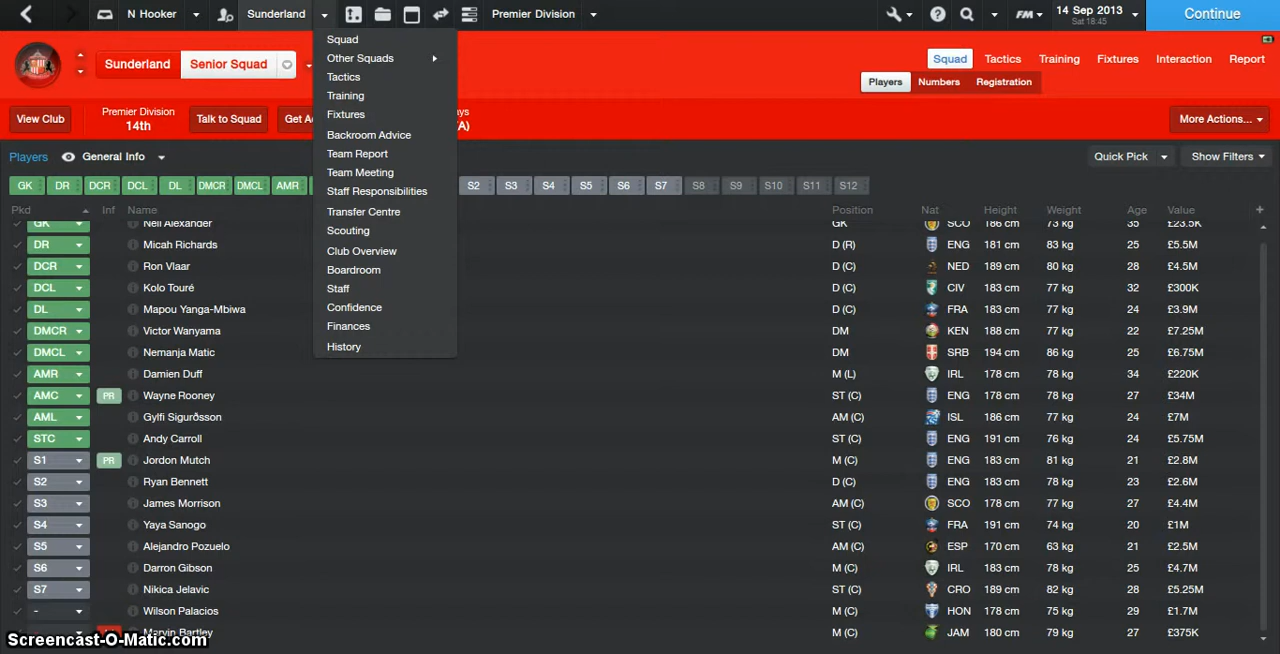 N Hooker Sunderland Premier Division FM 14 Sep 2013 Sat 18:45 Continue
Sunderland Senior Squad Squad Tactics Training Fixtures Interaction Report
Players Numbers Registration
View Club Premier Division 14th Talk to Squad More Actions...
Players General Info Quick Pick Show Filters
GK DR DCR DCL DL DMCR DMCL AMR S2 S3 S4 S5 S6 S7 S8 S9 S10 S11 S12
Squad
Other Squads
Tactics
Training
Fixtures
Backroom Advice
Team Report
Team Meeting
Staff Responsibilities
Transfer Centre
Scouting
Club Overview
Boardroom
Staff
Confidence
Finances
History
Pkd Inf Name Position Nat Height Weight Age Value
GK Neil Alexander GK SCO 186 cm 73 kg 35 £23.5K
DR Micah Richards D (R) ENG 181 cm 83 kg 25 £5.5M
DCR Ron Vlaar D (C) NED 189 cm 80 kg 28 £4.5M
DCL Kolo Touré D (C) CIV 183 cm 77 kg 32 £300K
DL Mapou Yanga-Mbiwa D (C) FRA 183 cm 77 kg 24 £3.9M
DMCR Victor Wanyama DM KEN 188 cm 77 kg 22 £7.25M
DMCL Nemanja Matic DM SRB 194 cm 86 kg 25 £6.75M
AMR Damien Duff M (L) IRL 178 cm 78 kg 34 £220K
AMC PR Wayne Rooney ST (C) ENG 178 cm 78 kg 27 £34M
AML Gylfi Sigurðsson AM (C) ISL 186 cm 77 kg 24 £7M
STC Andy Carroll ST (C) ENG 191 cm 76 kg 24 £5.75M
S1 PR Jordon Mutch M (C) ENG 183 cm 81 kg 21 £2.8M
S2 Ryan Bennett D (C) ENG 183 cm 78 kg 23 £2.6M
S3 James Morrison AM (C) SCO 178 cm 78 kg 27 £4.4M
S4 Yaya Sanogo ST (C) FRA 191 cm 74 kg 20 £1M
S5 Alejandro Pozuelo AM (C) ESP 170 cm 63 kg 21 £2.5M
S6 Darron Gibson M (C) IRL 183 cm 78 kg 25 £4.7M
S7 Nikica Jelavic ST (C) CRO 189 cm 82 kg 28 £5.25M
- Wilson Palacios M (C) HON 178 cm 75 kg 29 £1.7M
Marvin Bartley M (C) JAM 180 cm 79 kg 27 £375K
Screencast-O-Matic.com